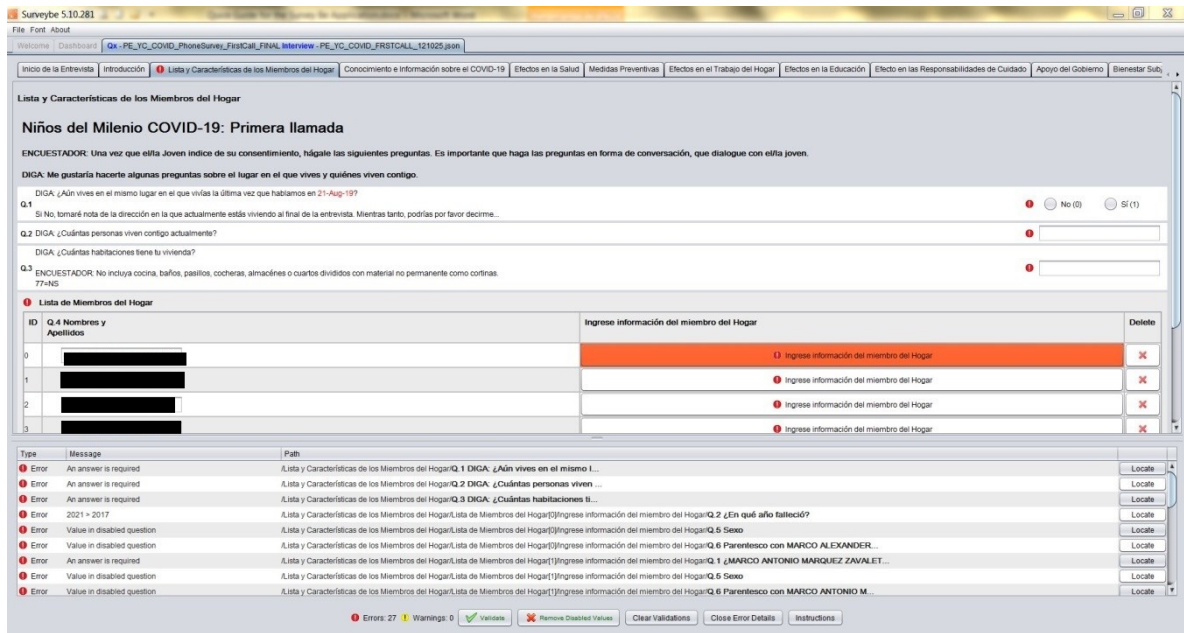 Surveybe 5.10.281
File Font About
Welcome Dashboard Qx - PE_YC_COVID_PhoneSurvey_FirstCall_FINAL Interview - PE_YC_COVID_FRSTCALL_121025.json
Inicio de la Entrevista Introducción Lista y Características de los Miembros del Hogar Conocimiento e Información sobre el COVID-19 Efectos en la Salud Medidas Preventivas Efectos en el Trabajo del Hogar Efectos en la Educación Efecto en las Responsabilidades de Cuidado Apoyo del Gobierno Bienestar Subj
Lista y Características de los Miembros del Hogar
Niños del Milenio COVID-19: Primera llamada
ENCUESTADOR: Una vez que el/la Joven indice de su consentimiento, hágale las siguientes preguntas. Es importante que haga las preguntas en forma de conversación, que dialogue con el/la joven.
DIGA: Me gustaría hacerte algunas preguntas sobre el lugar en el que vives y quiénes viven contigo.
DIGA: ¿Aún vives en el mismo lugar en el que vivías la última vez que hablamos en 21-Aug-19?
Q.1 No (0) Sí (1)
Si No, tomaré nota de la dirección en la que actualmente estás viviendo al final de la entrevista. Mientras tanto, podrías por favor decirme...
Q.2 DIGA: ¿Cuántas personas viven contigo actualmente?
DIGA: ¿Cuántas habitaciones tiene tu vivienda?
Q.3 ENCUESTADOR: No incluya cocina, baños, pasillos, cocheras, almacénes o cuartos divididos con material no permanente como cortinas.
77=NS
Lista de Miembros del Hogar
ID Q.4 Nombres y Apellidos Ingrese información del miembro del Hogar Delete
0 Ingrese información del miembro del Hogar
1 Ingrese información del miembro del Hogar
2 Ingrese información del miembro del Hogar
3 Ingrese información del miembro del Hogar
Type Message Path
Error An answer is required /Lista y Características de los Miembros del Hogar/Q.1 DIGA: ¿Aún vives en el mismo l... Locate
Error An answer is required /Lista y Características de los Miembros del Hogar/Q.2 DIGA: ¿Cuántas personas viven ... Locate
Error An answer is required /Lista y Características de los Miembros del Hogar/Q.3 DIGA: ¿Cuántas habitaciones ti... Locate
Error 2021 > 2017 /Lista y Características de los Miembros del Hogar/Lista de Miembros del Hogar[0]/Ingrese información del miembro del Hogar/Q.2 ¿En qué año falleció? Locate
Error Value in disabled question /Lista y Características de los Miembros del Hogar/Lista de Miembros del Hogar[0]/Ingrese información del miembro del Hogar/Q.5 Sexo Locate
Error Value in disabled question /Lista y Características de los Miembros del Hogar/Lista de Miembros del Hogar[0]/Ingrese información del miembro del Hogar/Q.6 Parentesco con MARCO ALEXANDER... Locate
Error An answer is required /Lista y Características de los Miembros del Hogar/Lista de Miembros del Hogar[1]/Ingrese información del miembro del Hogar/Q.1 ¿MARCO ANTONIO MARQUEZ ZAVALET... Locate
Error Value in disabled question /Lista y Características de los Miembros del Hogar/Lista de Miembros del Hogar[1]/Ingrese información del miembro del Hogar/Q.5 Sexo Locate
Error Value in disabled question /Lista y Características de los Miembros del Hogar/Lista de Miembros del Hogar[1]/Ingrese información del miembro del Hogar/Q.6 Parentesco con MARCO ANTONIO M... Locate
Errors: 27 Warnings: 0 Validate Remove Disabled Values Clear Validations Close Error Details Instructions